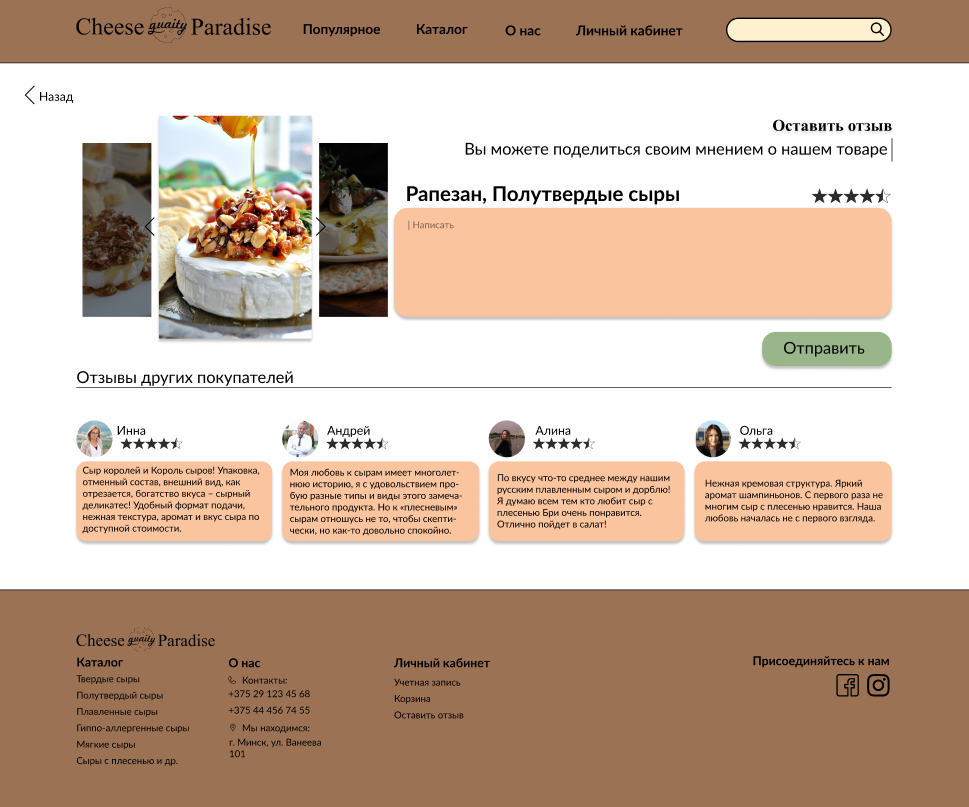 Cheese guaity Paradise
Популярное
Каталог
О нас
Личный кабинет
Назад
Оставить отзыв
Вы можете поделиться своим мнением о нашем товаре
Рапезан, Полутвердые сыры
| Написать
Отправить
Отзывы других покупателей
Инна
Сыр королей и Король сыров! Упаковка,
отменный состав, внешний вид, как
отрезается, богатство вкуса – сырный
деликатес! Удобный формат подачи,
нежная текстура, аромат и вкус сыра по
доступной стоимости.
Андрей
Моя любовь к сырам имеет многолет-
нюю историю, я с удовольствием про-
бую разные типы и виды этого замеча-
тельного продукта. Но к «плесневым»
сырам отношусь не то, чтобы скепти-
чески, но как-то довольно спокойно.
Алина
По вкусу что-то среднее между нашим
русским плавленным сыром и дорблю!
Я думаю всем тем кто любит сыр с
плесенью Бри очень понравится.
Отлично пойдет в салат!
Ольга
Нежная кремовая структура. Яркий
аромат шампиньонов. С первого раза не
многим сыр с плесенью нравится. Наша
любовь началась не с первого взгляда.
Cheese guaity Paradise
Каталог
Твердые сыры
Полутвердый сыры
Плавленные сыры
Гиппо-аллергенные сыры
Мягкие сыры
Сыры с плесенью и др.
О нас
Контакты:
+375 29 123 45 68
+375 44 456 74 55
Мы находимся:
г. Минск, ул. Ванеева
101
Личный кабинет
Учетная запись
Корзина
Оставить отзыв
Присоединяйтесь к нам